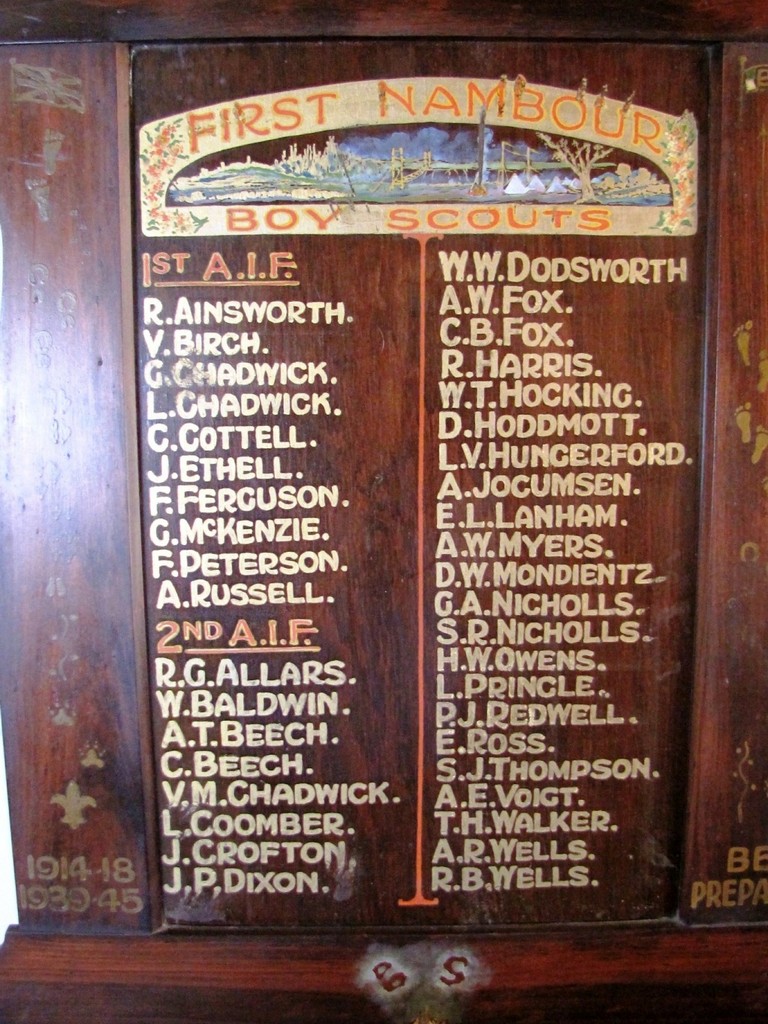 FIRST NAMBOUR
BOY SCOUTS
1ST A.I.F.
R.AINSWORTH.
V.BIRCH.
G.CHADWICK.
L.CHADWICK.
C.COTTELL.
J.ETHELL.
F.FERGUSON.
G.McKENZIE.
F.PETERSON.
A.RUSSELL.
2ND A.I.F.
R.G.ALLARS.
W.BALDWIN.
A.T.BEECH.
C.BEECH.
V.M.CHADWICK.
L.COOMBER.
J.CROFTON.
J.P.DIXON.
W.W.DODSWORTH
A.W.FOX.
C.B.FOX.
R.HARRIS.
W.T.HOCKING.
D.HODDMOTT.
L.V.HUNGERFORD.
A.JOCUMSEN.
E.L.LANHAM.
A.W.MYERS.
D.W.MONDIENTZ.
G.A.NICHOLLS.
S.R.NICHOLLS.
H.W.OWENS.
L.PRINGLE.
P.J.REDWELL.
E.ROSS.
S.J.THOMPSON.
A.E.VOIGT.
T.H.WALKER.
A.R.WELLS.
R.B.WELLS.
1914-18
1939-45
BE
PREPA
B S